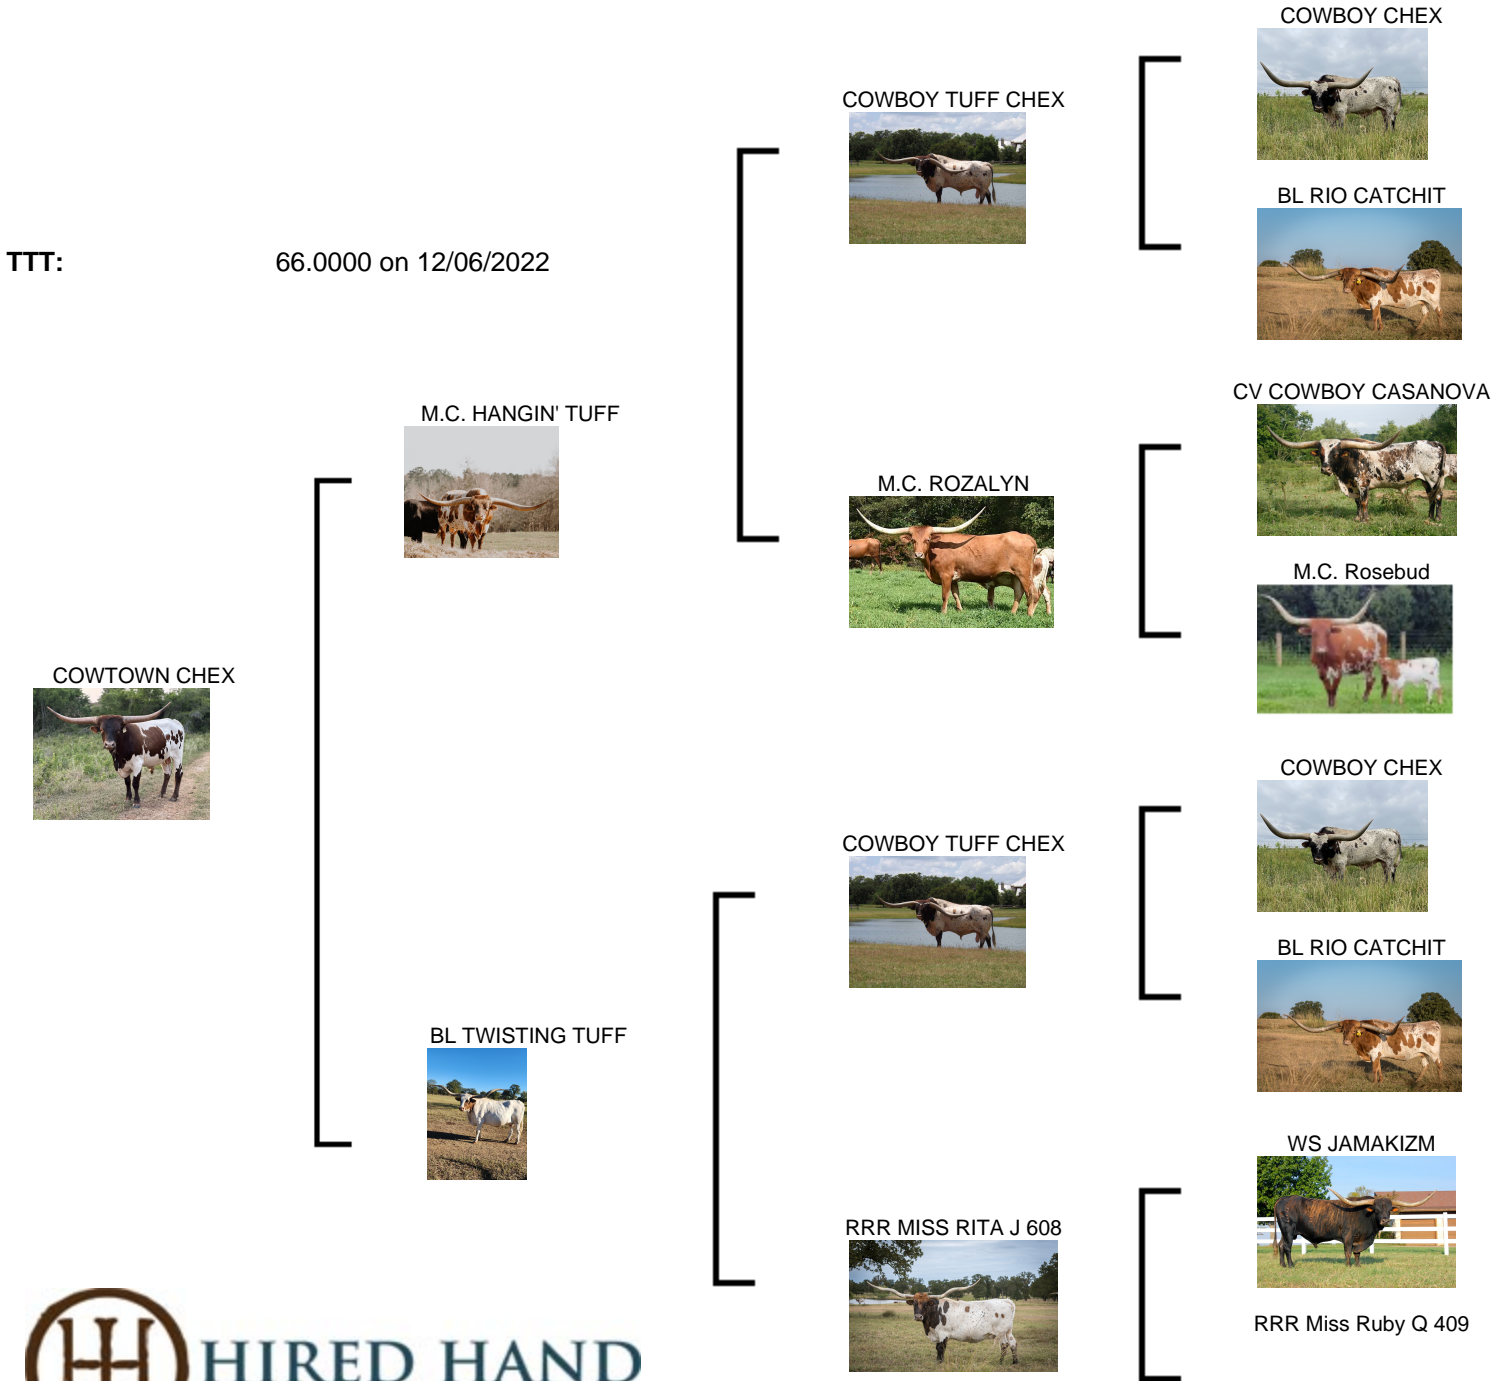 COWBOY CHEX
COWBOY TUFF CHEX
BL RIO CATCHIT
TTT: 66.0000 on 12/06/2022
CV COWBOY CASANOVA
M.C. HANGIN' TUFF
M.C. ROZALYN
M.C. Rosebud
COWTOWN CHEX
COWBOY CHEX
COWBOY TUFF CHEX
BL RIO CATCHIT
BL TWISTING TUFF
WS JAMAKIZM
RRR MISS RITA J 608
RRR Miss Ruby Q 409
HIRED HAND